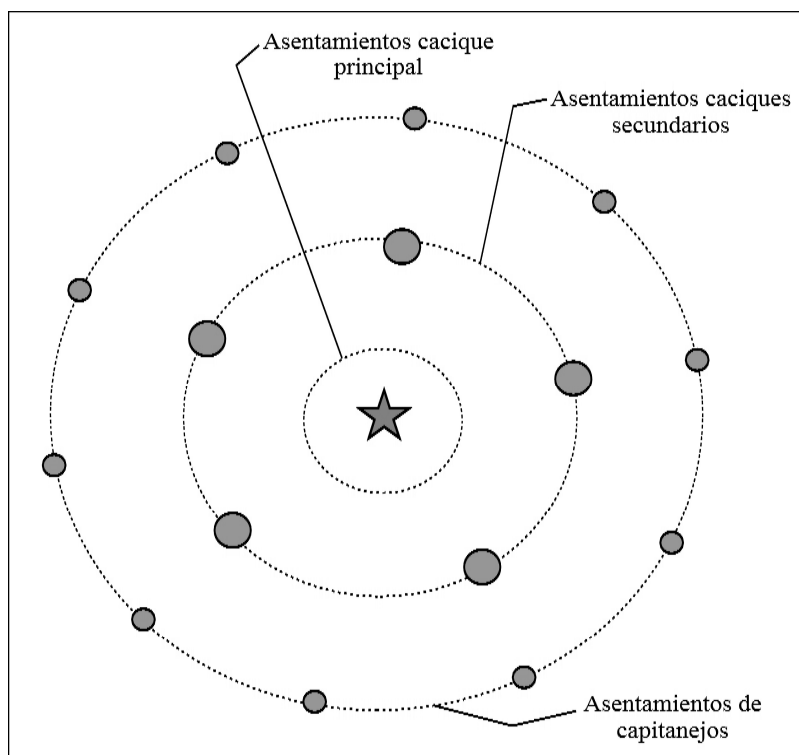 Asentamientos cacique
principal
Asentamientos caciques
secundarios
Asentamientos de
capitanejos